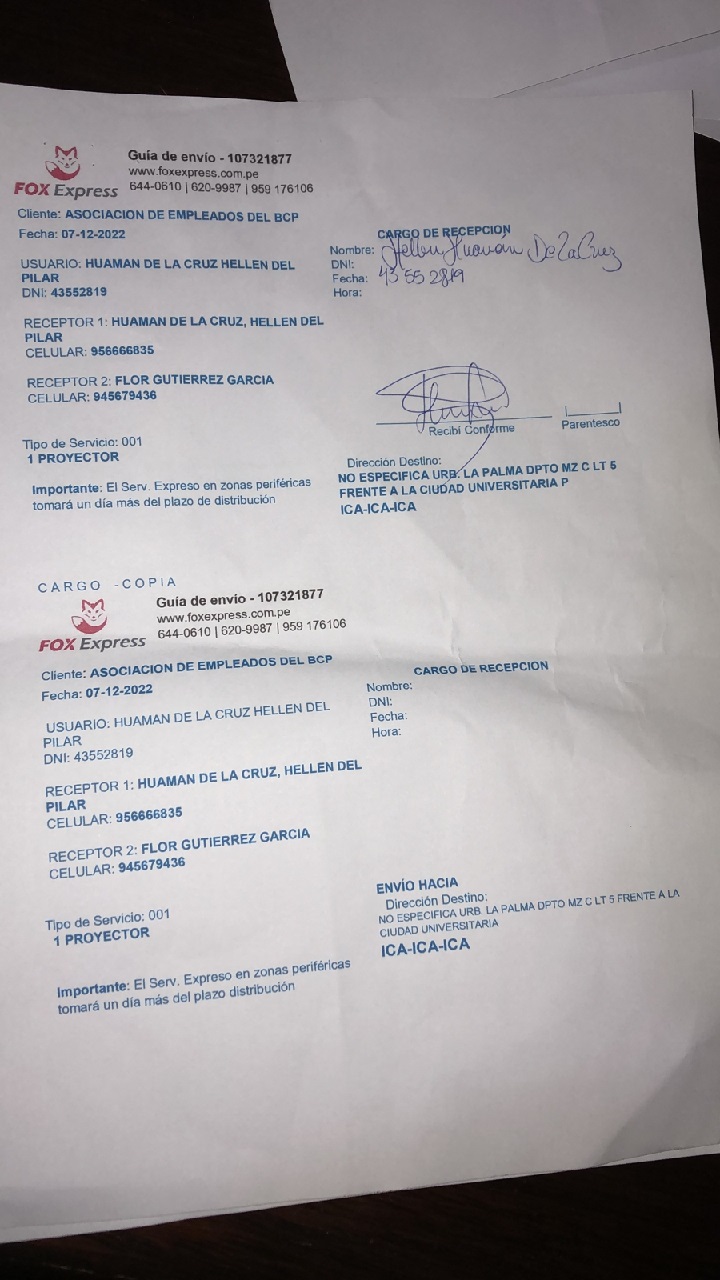 FOX Express
Guía de envío - 107321877
www.foxexpress.com.pe
644-0610 | 620-9987 | 959 176106
Cliente: ASOCIACION DE EMPLEADOS DEL BCP
Fecha: 07-12-2022
USUARIO: HUAMAN DE LA CRUZ HELLEN DEL
PILAR
DNI: 43552819
RECEPTOR 1: HUAMAN DE LA CRUZ, HELLEN DEL
PILAR
CELULAR: 956666835
RECEPTOR 2: FLOR GUTIERREZ GARCIA
CELULAR: 945679436
Tipo de Servicio: 001
1 PROYECTOR
Importante: El Serv. Expreso en zonas periféricas
tomará un día más del plazo de distribución
CARGO DE RECEPCION
Nombre: Hellen Huaman De La Cruz
DNI:
Fecha: 43552819
Hora:
Recibí Conforme
Parentesco
Dirección Destino:
NO ESPECIFICA URB. LA PALMA DPTO MZ C LT 5
FRENTE A LA CIUDAD UNIVERSITARIA P
ICA-ICA-ICA
CARGO -COPIA
FOX Express
Guía de envío - 107321877
www.foxexpress.com.pe
644-0610 | 620-9987 | 959 176106
Cliente: ASOCIACION DE EMPLEADOS DEL BCP
Fecha: 07-12-2022
USUARIO: HUAMAN DE LA CRUZ HELLEN DEL
PILAR
DNI: 43552819
RECEPTOR 1: HUAMAN DE LA CRUZ, HELLEN DEL
PILAR
CELULAR: 956666835
RECEPTOR 2: FLOR GUTIERREZ GARCIA
CELULAR: 945679436
Tipo de Servicio: 001
1 PROYECTOR
Importante: El Serv. Expreso en zonas periféricas
tomará un día más del plazo distribución
CARGO DE RECEPCION
Nombre:
DNI:
Fecha:
Hora:
ENVÍO HACIA
Dirección Destino:
NO ESPECIFICA URB. LA PALMA DPTO MZ C LT 5 FRENTE A LA
CIUDAD UNIVERSITARIA
ICA-ICA-ICA